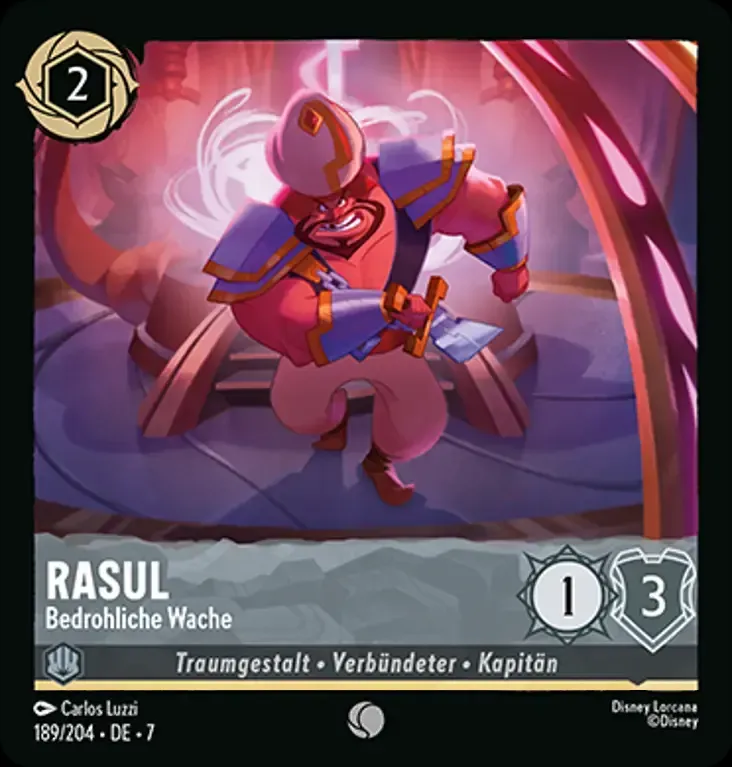 2
RASUL
Bedrohliche Wache
1
3
Traumgestalt • Verbündeter • Kapitän
Carlos Luzzi
189/204 • DE • 7
Disney Lorcana
©Disney